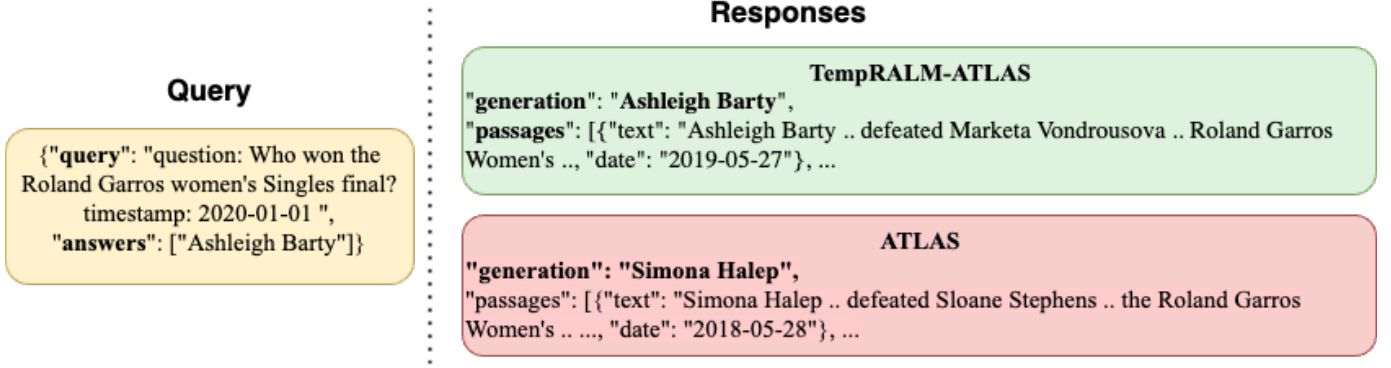 Query
{"query": "question: Who won the
Roland Garros women's Singles final?
timestamp: 2020-01-01 ",
"answers": ["Ashleigh Barty"]}
Responses
TempRALM-ATLAS
"generation": "Ashleigh Barty",
"passages": [{"text": "Ashleigh Barty .. defeated Marketa Vondrousova .. Roland Garros
Women's .., "date": "2019-05-27"}, ...
ATLAS
"generation": "Simona Halep",
"passages": [{"text": "Simona Halep .. defeated Sloane Stephens .. the Roland Garros
Women's .. ..., "date": "2018-05-28"}, ...